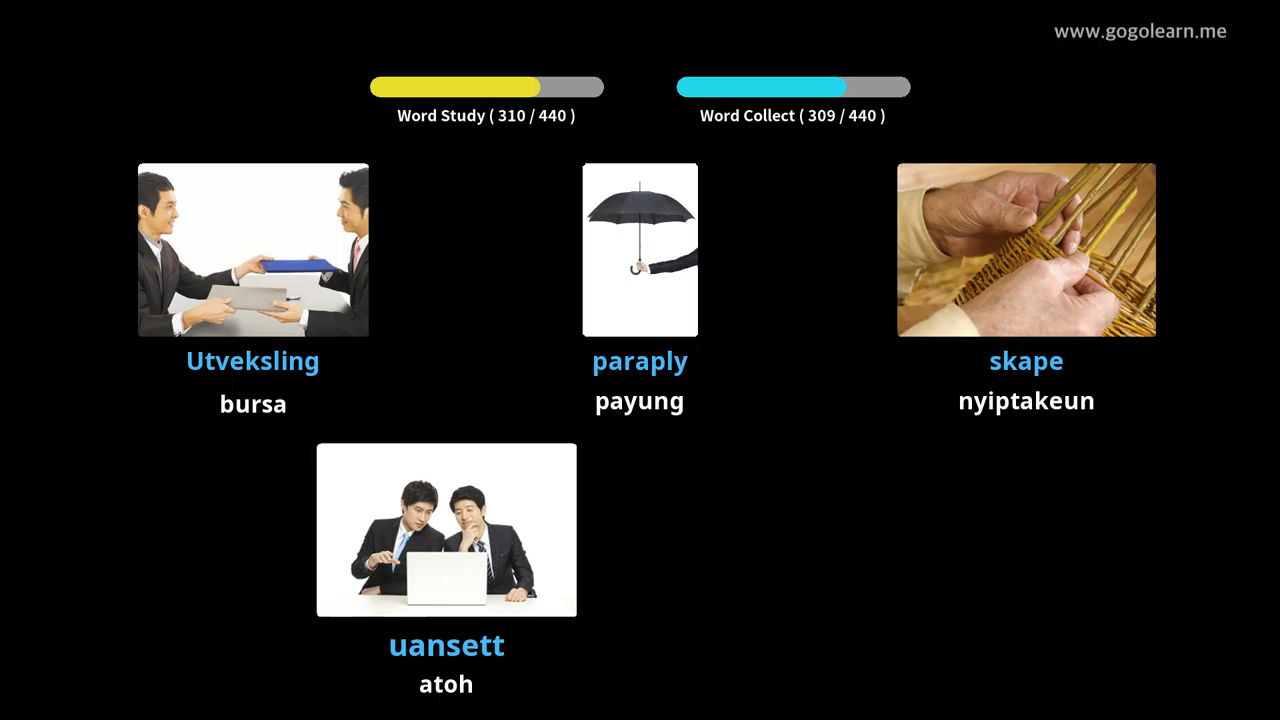 www.gogolearn.me
Word Study ( 310 / 440 )
Word Collect ( 309 / 440 )
Utveksling
bursa
paraply
payung
skape
nyiptakeun
uansett
atoh